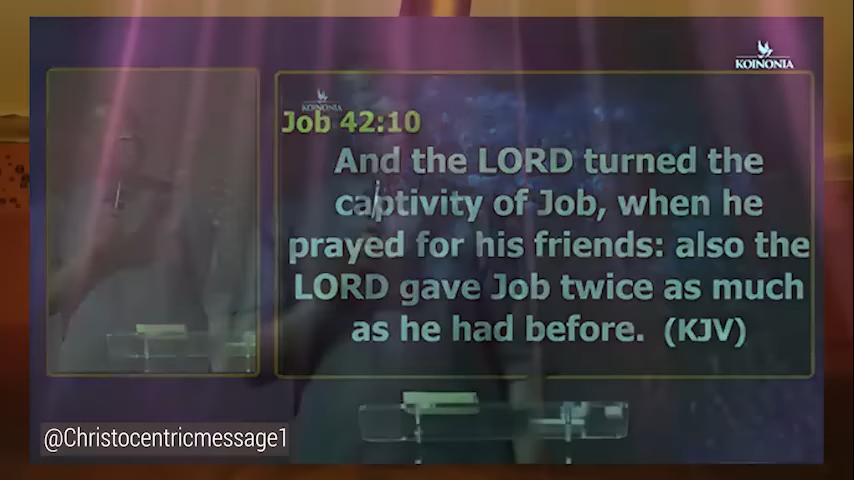 KOINONIA
KOINONIA
Job 42:10
And the LORD turned the
captivity of Job, when he
prayed for his friends: also the
LORD gave Job twice as much
as he had before. (KJV)
@Christocentricmessage1